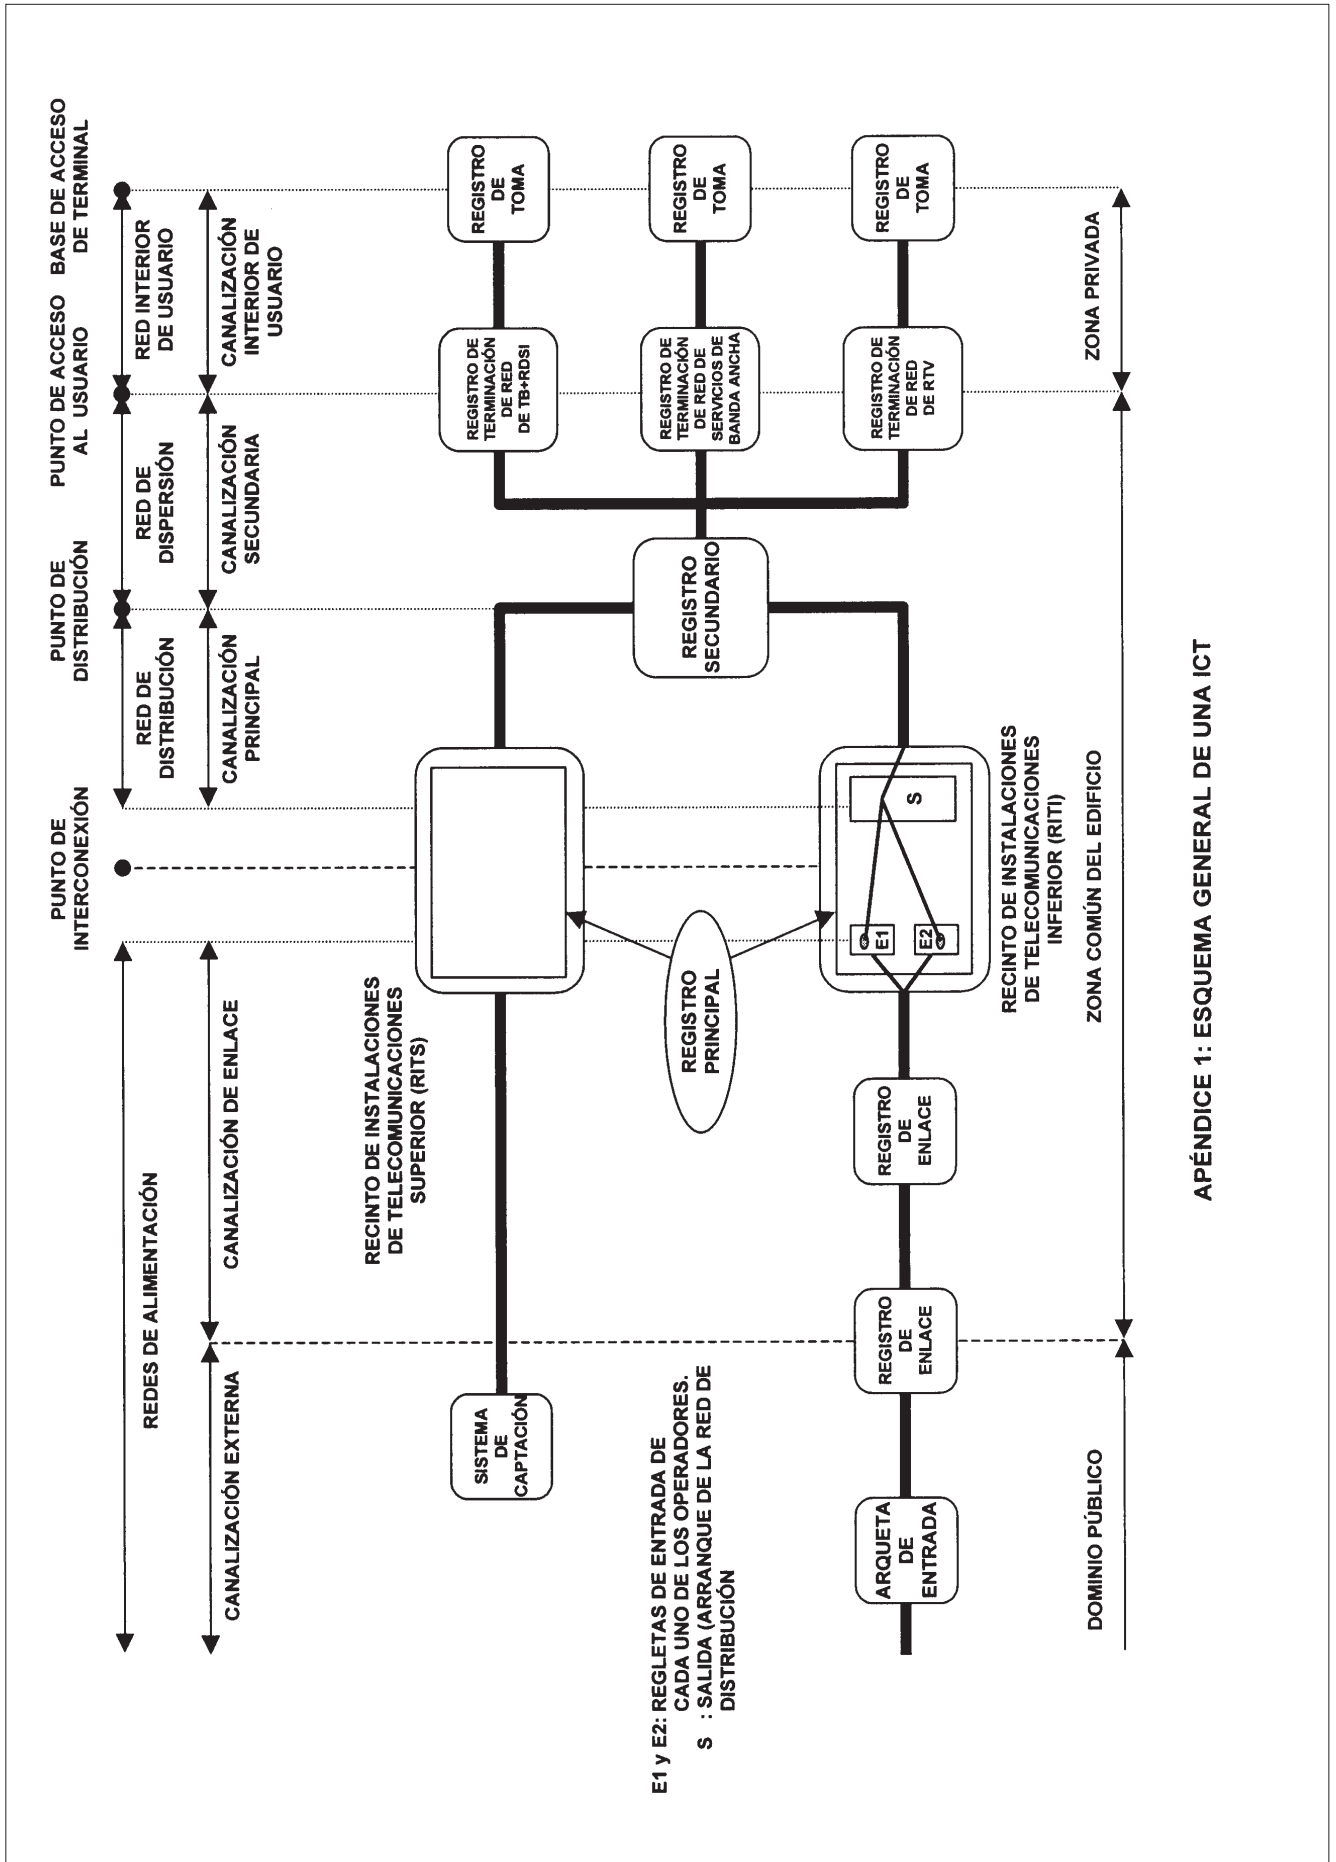 PUNTO DE
INTERCONEXIÓN
PUNTO DE
DISTRIBUCIÓN
PUNTO DE ACCESO
AL USUARIO
BASE DE ACCESO
DE TERMINAL
REDES DE ALIMENTACIÓN
RED DE
DISTRIBUCIÓN
RED DE
DISPERSIÓN
RED INTERIOR
DE USUARIO
CANALIZACIÓN EXTERNA
CANALIZACIÓN DE ENLACE
CANALIZACIÓN
PRINCIPAL
CANALIZACIÓN
SECUNDARIA
CANALIZACIÓN
INTERIOR DE
USUARIO
RECINTO DE INSTALACIONES
DE TELECOMUNICACIONES
SUPERIOR (RITS)
SISTEMA
DE
CAPTACIÓN
REGISTRO DE
TERMINACIÓN
DE RED
DE TB+RDSI
REGISTRO
DE
TOMA
E1 y E2: REGLETAS DE ENTRADA DE
CADA UNO DE LOS OPERADORES.
S : SALIDA (ARRANQUE DE LA RED DE
DISTRIBUCIÓN
REGISTRO
PRINCIPAL
REGISTRO
SECUNDARIO
REGISTRO DE
TERMINACIÓN
DE RED DE
SERVICIOS DE
BANDA ANCHA
REGISTRO
DE
TOMA
ARQUETA
DE
ENTRADA
REGISTRO
DE
ENLACE
REGISTRO
DE
ENLACE
E1
E2
S
REGISTRO DE
TERMINACIÓN
DE RED
DE RTV
REGISTRO
DE
TOMA
RECINTO DE INSTALACIONES
DE TELECOMUNICACIONES
INFERIOR (RITI)
DOMINIO PÚBLICO
ZONA COMÚN DEL EDIFICIO
ZONA PRIVADA
APÉNDICE 1: ESQUEMA GENERAL DE UNA ICT